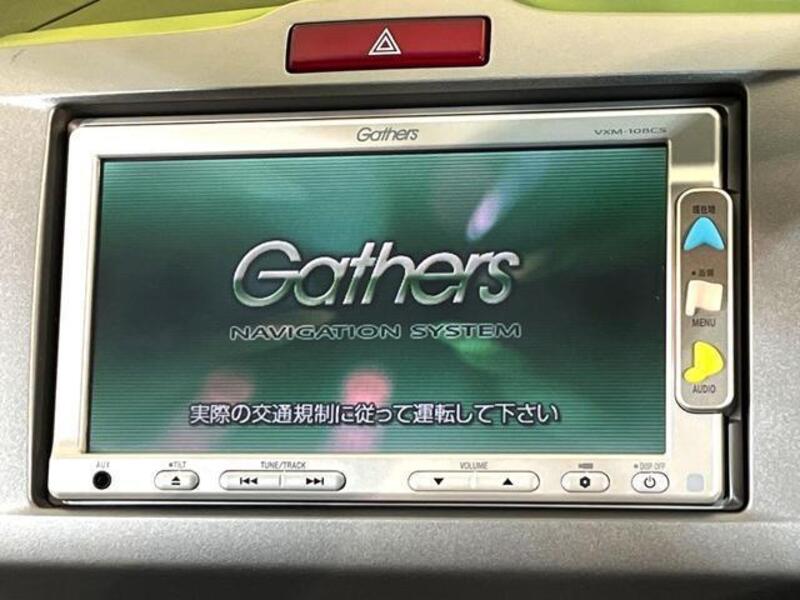 Gathers
VXM-108CS
現在地
Gathers
NAVIGATION SYSTEM
MENU
AUDIO
実際の交通規制に従って運転して下さい
AUX
TILT
TUNE/TRACK
VOLUME
DISP OFF